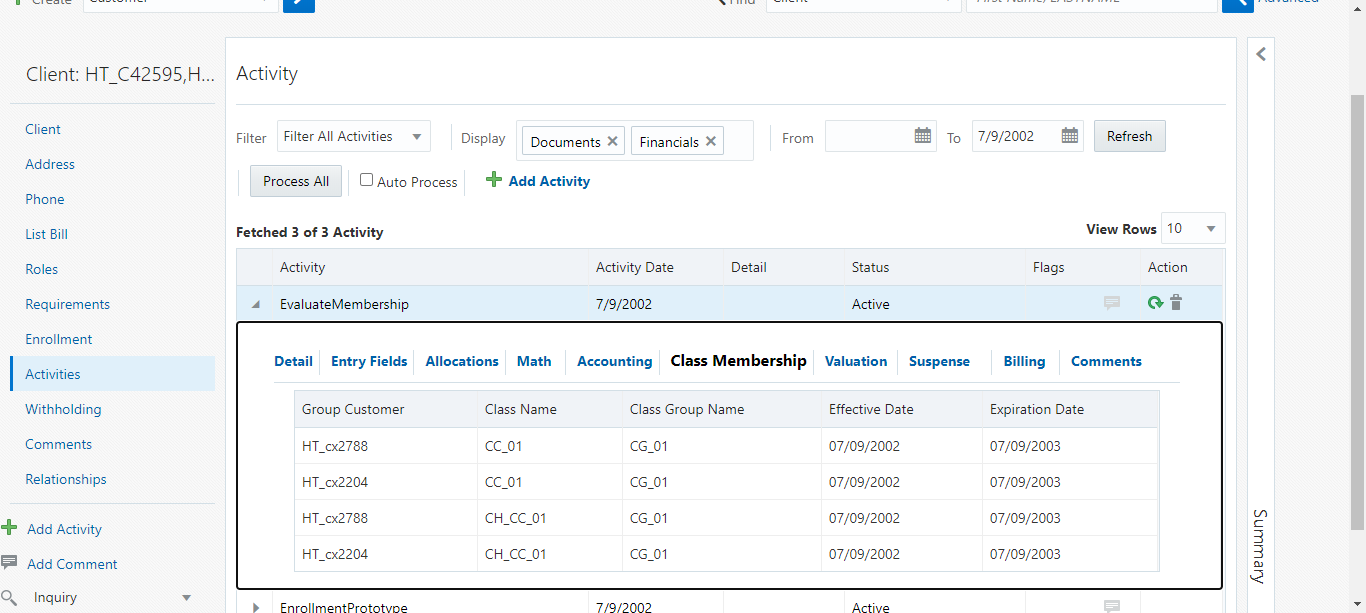 Create Customer Find Client First Name, LASTNAME Advanced
Client: HT_C42595,H...
Client
Address
Phone
List Bill
Roles
Requirements
Enrollment
Activities
Withholding
Comments
Relationships
Add Activity
Add Comment
Inquiry
Activity
Filter Filter All Activities Display Documents Financials From To 7/9/2002 Refresh
Process All Auto Process Add Activity
Fetched 3 of 3 Activity View Rows 10
Activity Activity Date Detail Status Flags Action
EvaluateMembership 7/9/2002 Active
Detail Entry Fields Allocations Math Accounting Class Membership Valuation Suspense Billing Comments
Group Customer Class Name Class Group Name Effective Date Expiration Date
HT_cx2788 CC_01 CG_01 07/09/2002 07/09/2003
HT_cx2204 CC_01 CG_01 07/09/2002 07/09/2003
HT_cx2788 CH_CC_01 CG_01 07/09/2002 07/09/2003
HT_cx2204 CH_CC_01 CG_01 07/09/2002 07/09/2003
EnrollmentPrototype 7/9/2002 Active
Summary